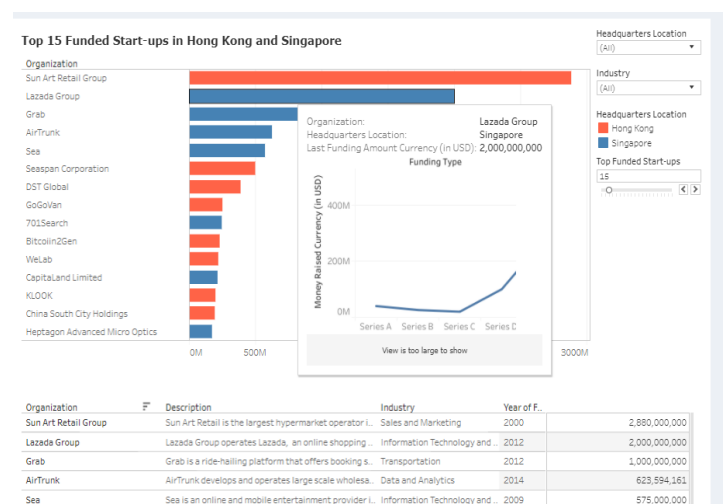 Top 15 Funded Start-ups in Hong Kong and Singapore
Headquarters Location
(All)
Industry
(All)
Headquarters Location
Hong Kong
Singapore
Top Funded Start-ups
15
Organization
Sun Art Retail Group
Lazada Group
Grab
AirTrunk
Sea
Seaspan Corporation
DST Global
GoGoVan
701Search
Bitcoiin2Gen
WeLab
CapitaLand Limited
KLOOK
China South City Holdings
Heptagon Advanced Micro Optics
0M 500M 3000M
Organization: Lazada Group
Headquarters Location: Singapore
Last Funding Amount Currency (in USD): 2,000,000,000
Funding Type
Money Raised Currency (in USD)
400M
200M
0M
Series A Series B Series C Series D
View is too large to show
Organization Description Industry Year of F..
Sun Art Retail Group Sun Art Retail is the largest hypermarket operator i.. Sales and Marketing 2000 2,880,000,000
Lazada Group Lazada Group operates Lazada, an online shopping .. Information Technology and .. 2012 2,000,000,000
Grab Grab is a ride-hailing platform that offers booking s.. Transportation 2012 1,000,000,000
AirTrunk AirTrunk develops and operates large scale wholesa.. Data and Analytics 2014 623,594,161
Sea Sea is an online and mobile entertainment provider i.. Information Technology and .. 2009 575,000,000